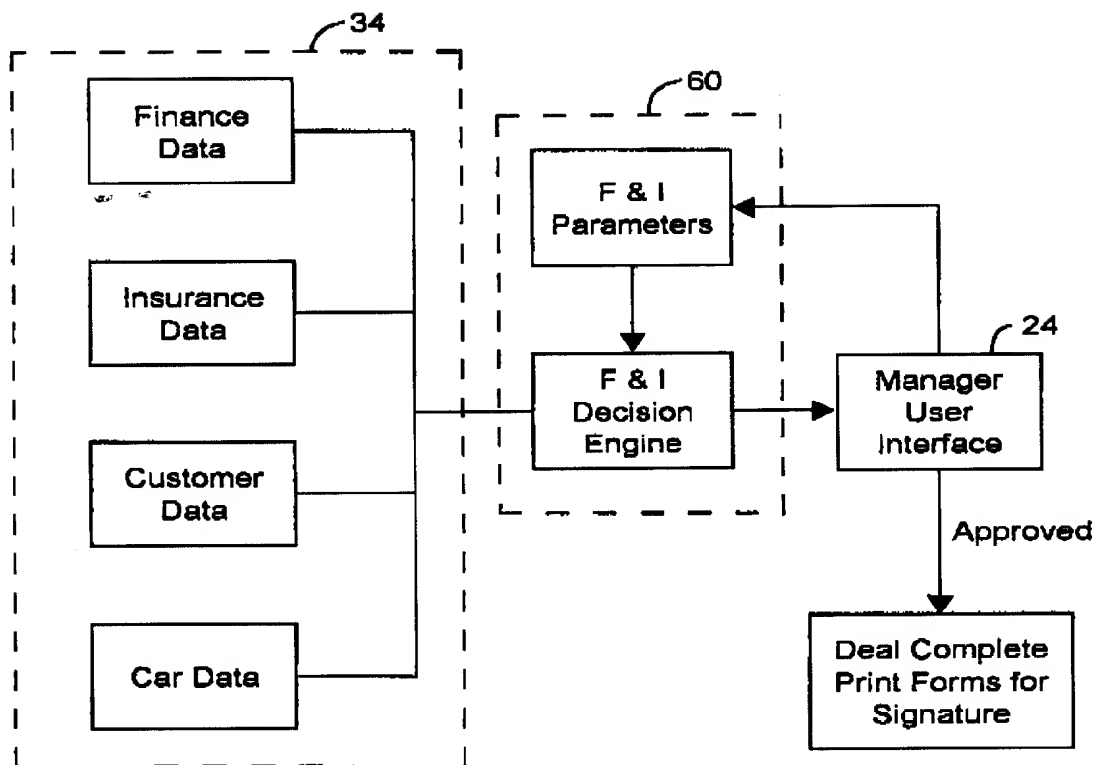 34
Finance
Data
Insurance
Data
Customer
Data
Car Data
60
F & I
Parameters
F & I
Decision
Engine
24
Manager
User
Interface
Approved
Deal Complete
Print Forms for
Signature